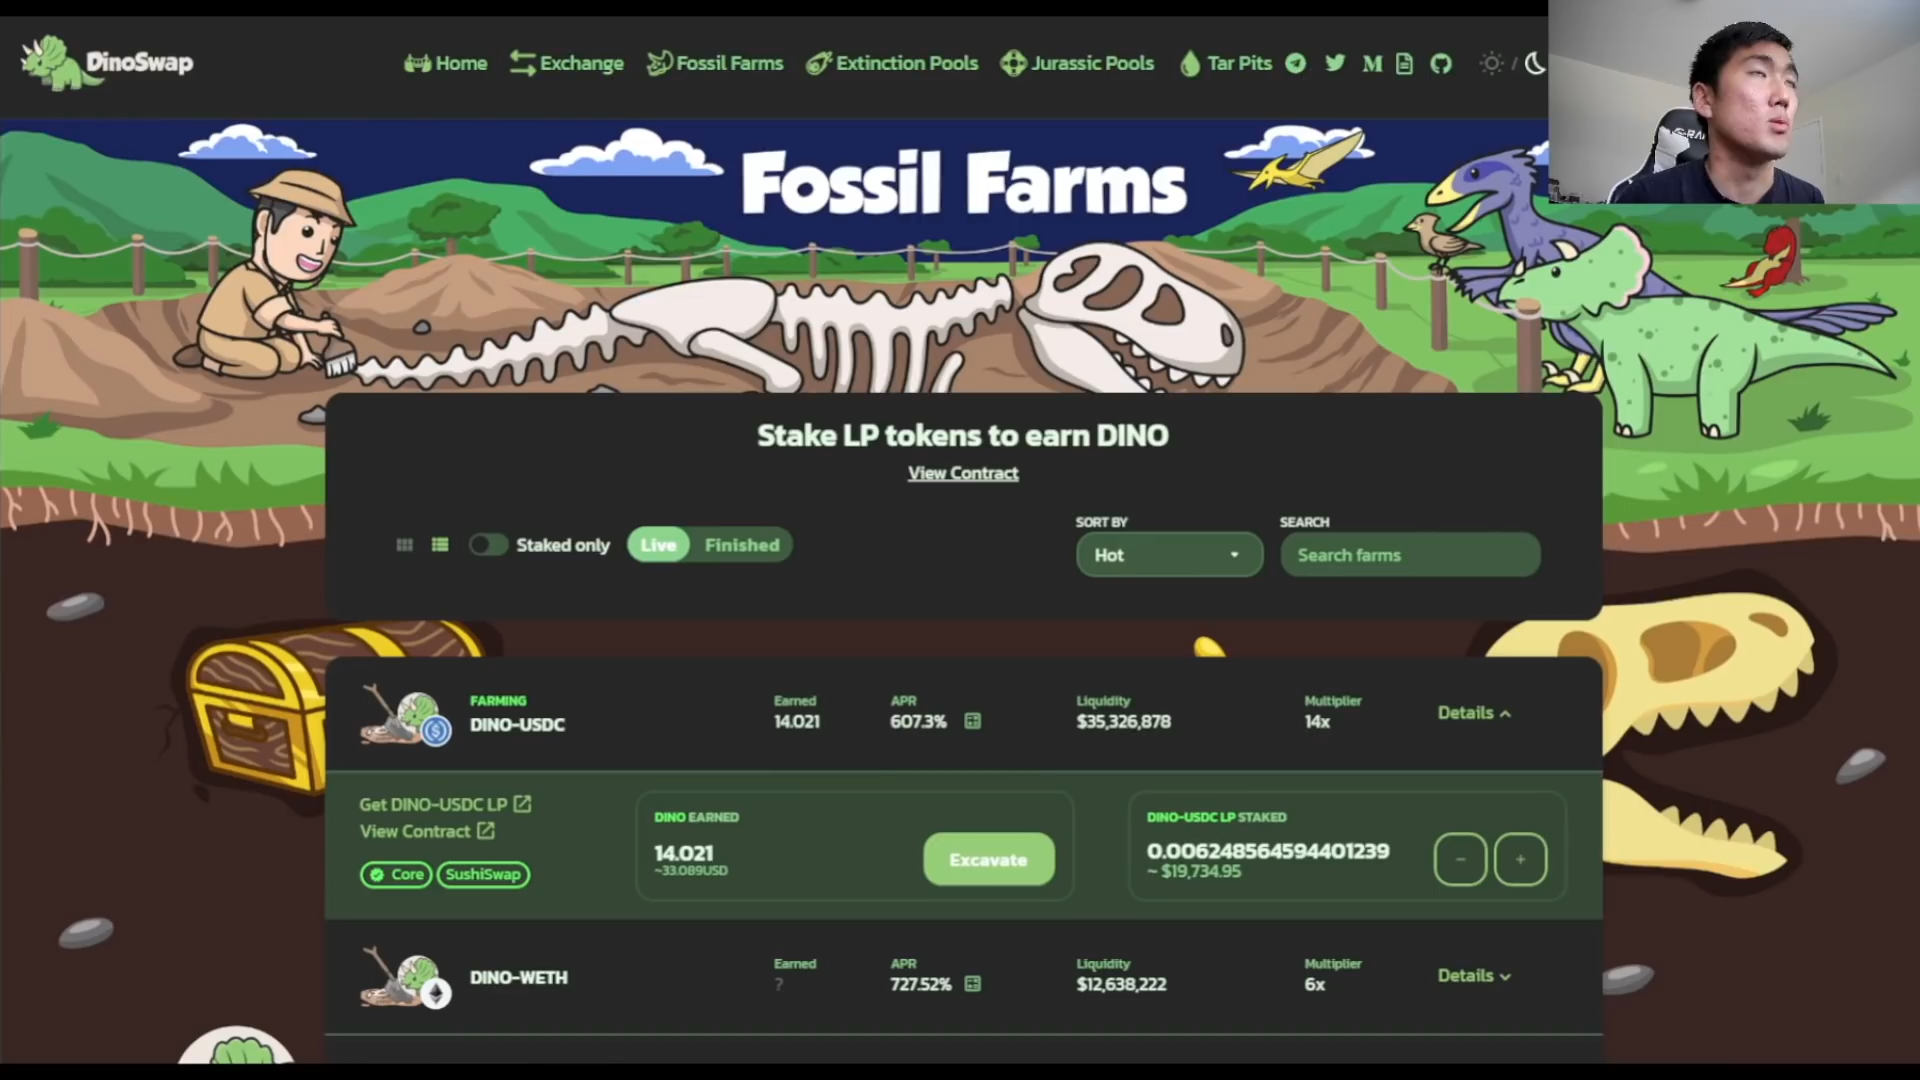 DinoSwap
Home
Exchange
Fossil Farms
Extinction Pools
Jurassic Pools
Tar Pits
M
/
Fossil Farms
Stake LP tokens to earn DINO
View Contract
Staked only
Live
Finished
SORT BY
Hot
SEARCH
Search farms
FARMING
DINO-USDC
Earned
14.021
APR
607.3%
Liquidity
$35,326,878
Multiplier
14x
Details
Get DINO-USDC LP
View Contract
Core
SushiSwap
DINO EARNED
14.021
~33.089USD
Excavate
DINO-USDC LP STAKED
0.006248564594401239
~ $19,734.95
-
+
DINO-WETH
Earned
?
APR
727.52%
Liquidity
$12,638,222
Multiplier
6x
Details